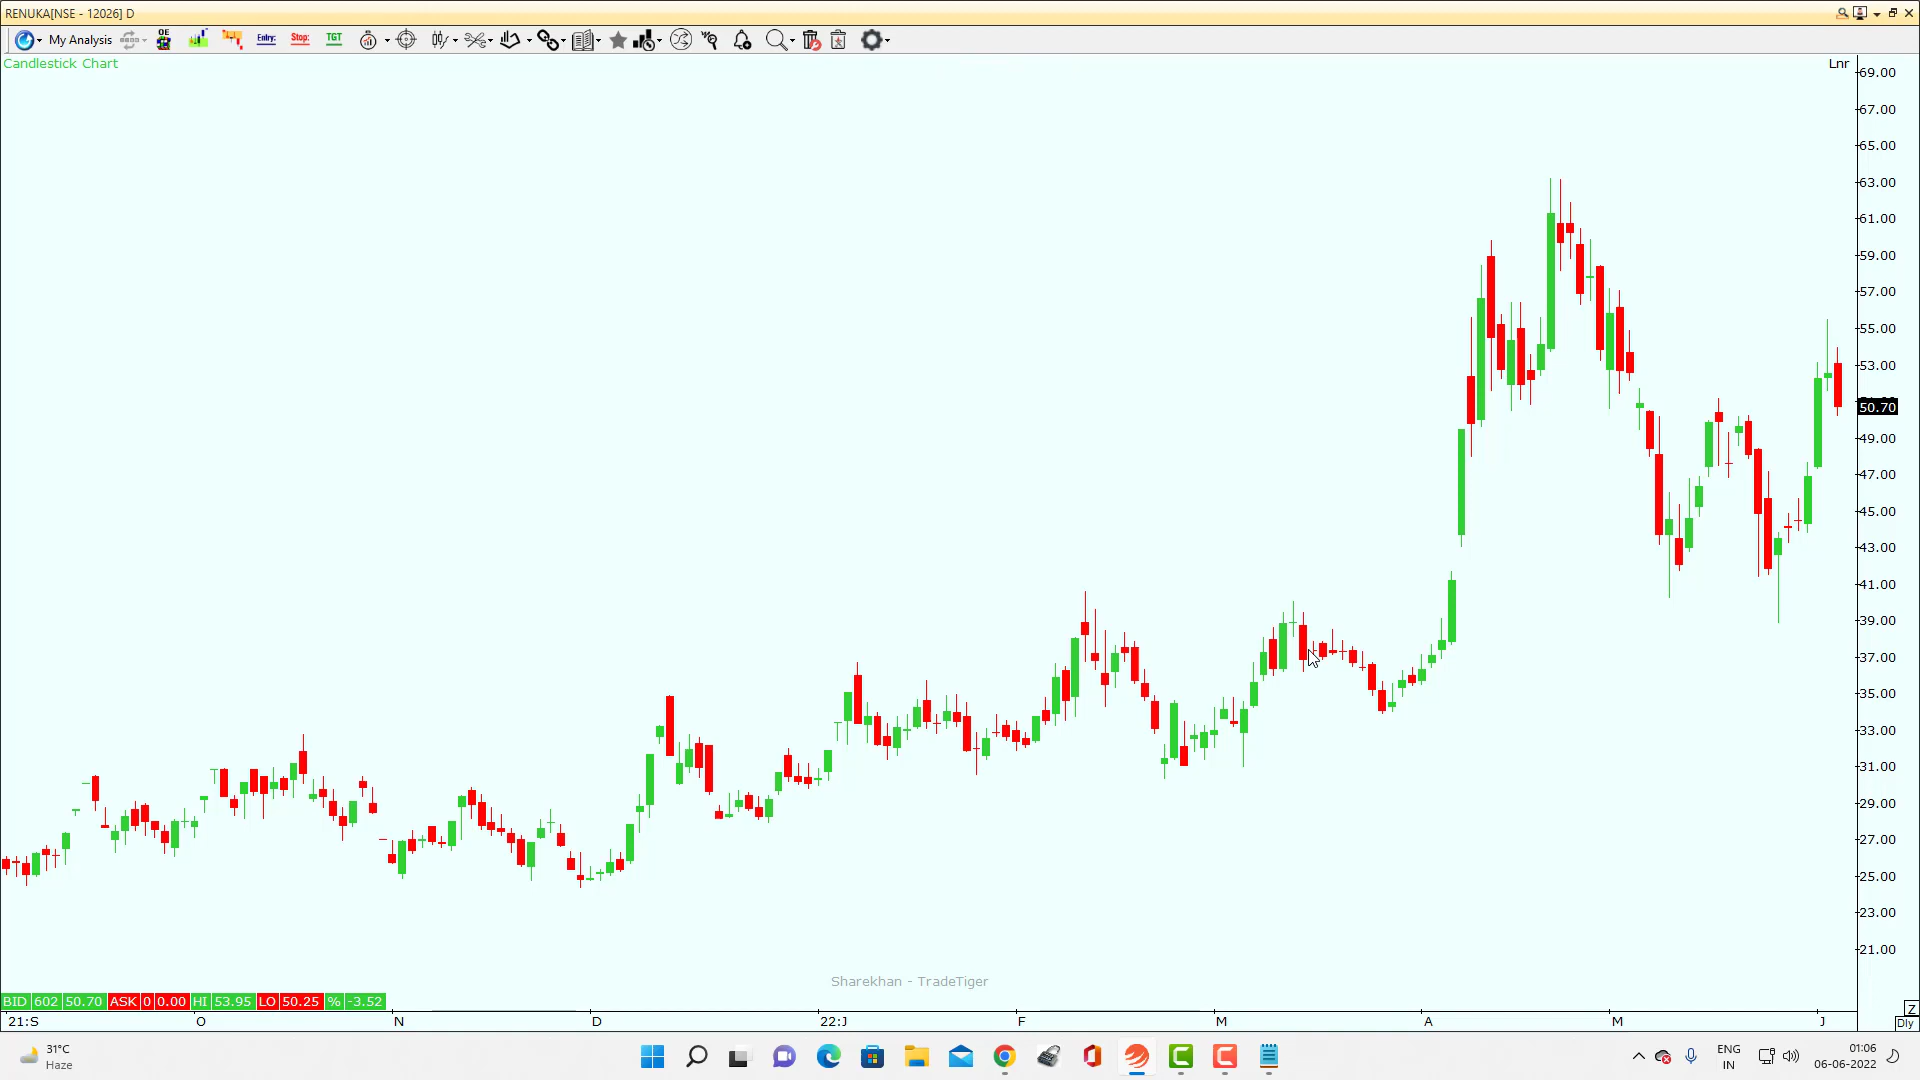 RENUKA[NSE - 12026] D
My Analysis
OE
Entry:
Stop:
TGT
Candlestick Chart
Lnr
69.00
67.00
65.00
63.00
61.00
59.00
57.00
55.00
53.00
50.70
49.00
47.00
45.00
43.00
41.00
39.00
37.00
35.00
33.00
31.00
29.00
27.00
25.00
23.00
21.00
Sharekhan - TradeTiger
BID 602 50.70 ASK 0 0.00 HI 53.95 LO 50.25 % -3.52
Z
21:S O N D 22:J F M A M J
Dly
31°C
Haze
ENG
IN
01:06
06-06-2022